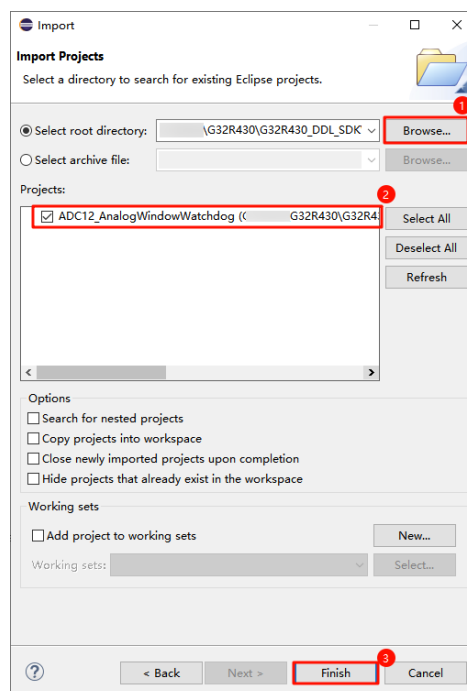 Import
Import Projects
Select a directory to search for existing Eclipse projects.
1
Select root directory: \G32R430\G32R430_DDL_SDK Browse...
Select archive file: Browse...
Projects:
2
ADC12_AnalogWindowWatchdog ( G32R430\G32R43 Select All
Deselect All
Refresh
Options
Search for nested projects
Copy projects into workspace
Close newly imported projects upon completion
Hide projects that already exist in the workspace
Working sets
Add project to working sets New...
Working sets: Select...
3
? < Back Next > Finish Cancel